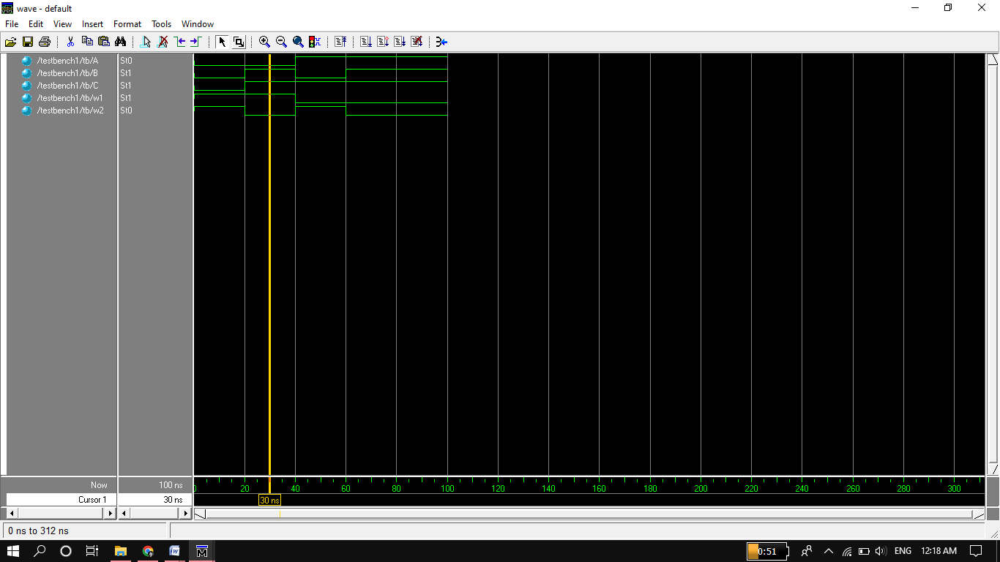 wave - default
File Edit View Insert Format Tools Window
/testbench1/tb/A St0
/testbench1/tb/B St1
/testbench1/tb/C St1
/testbench1/tb/w1 St1
/testbench1/tb/w2 St0
Now 100 ns
20 40 60 80 100 120 140 160 180 200 220 240 260 280 300
Cursor 1 30 ns
30 ns
0 ns to 312 ns
0:51 ENG 12:18 AM